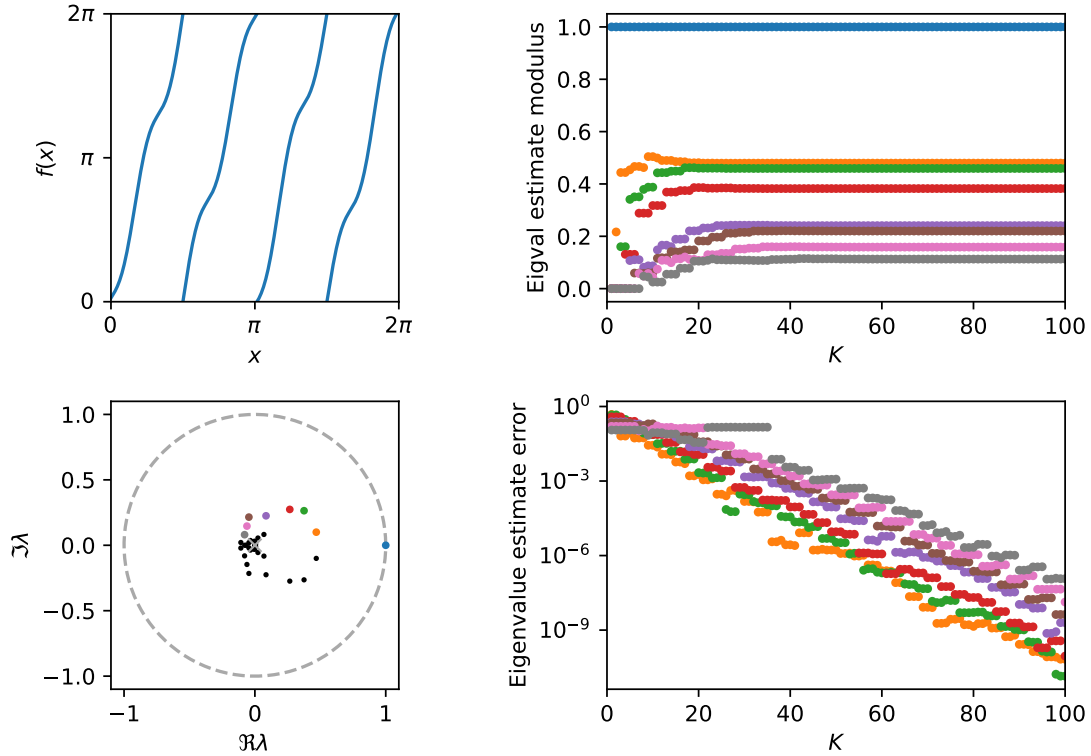 2π
π
0
f(x)
0
π
2π
x
1.0
0.8
0.6
0.4
0.2
0.0
Eigval estimate modulus
0
20
40
60
80
100
K
1.0
0.5
0.0
−0.5
−1.0
ℑλ
−1
0
1
ℜλ
10⁰
10⁻³
10⁻⁶
10⁻⁹
Eigenvalue estimate error
0
20
40
60
80
100
K